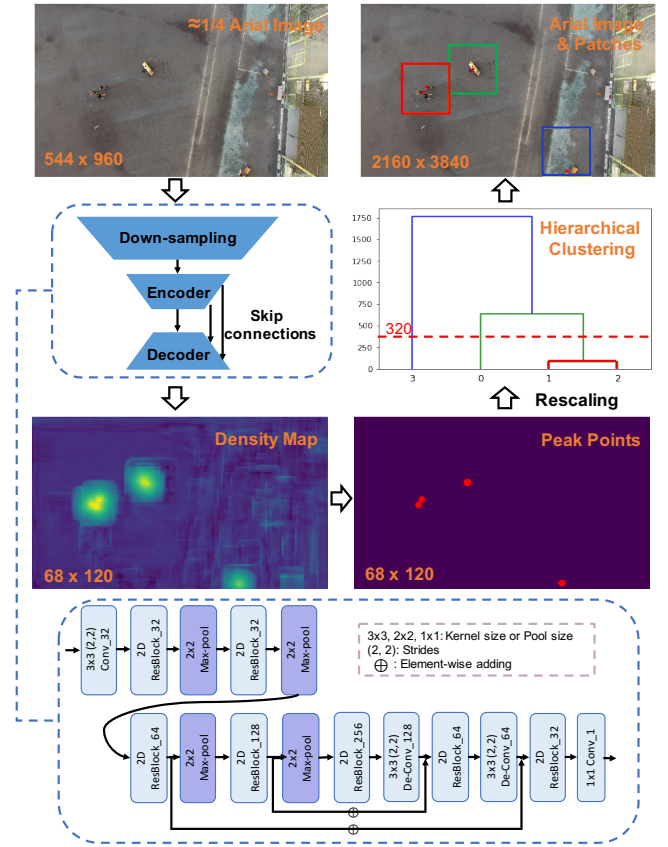 ≈1/4 Arial Image
544 x 960
Arial Image
& Patches
2160 x 3840
Down-sampling
Encoder
Skip
connections
Decoder
Hierarchical
Clustering
1750
1500
1250
1000
750
500
320
250
0
3
0
1
2
Rescaling
Density Map
68 x 120
Peak Points
68 x 120
3x3 (2,2)
Conv_32
2D
ResBlock_32
2x2
Max-pool
2D
ResBlock_32
2x2
Max-pool
3x3, 2x2, 1x1: Kernel size or Pool size
(2, 2): Strides
⊕ : Element-wise adding
2D
ResBlock_64
2x2
Max-pool
2D
ResBlock_128
2x2
Max-pool
2D
ResBlock_256
3x3 (2,2)
De-Conv_128
2D
ResBlock_64
3x3 (2,2)
De-Conv_64
2D
ResBlock_32
1x1 Conv_1
⊕
⊕